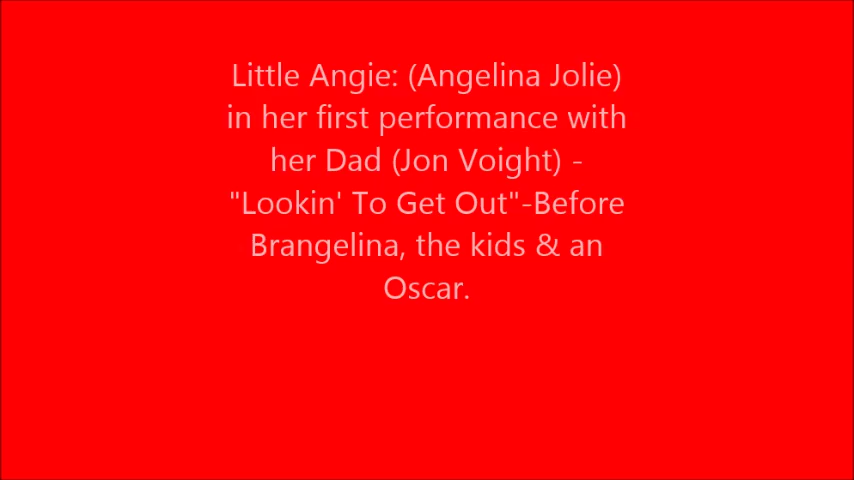 Little Angie: (Angelina Jolie)
in her first performance with
her Dad (Jon Voight) -
"Lookin' To Get Out"-Before
Brangelina, the kids & an
Oscar.